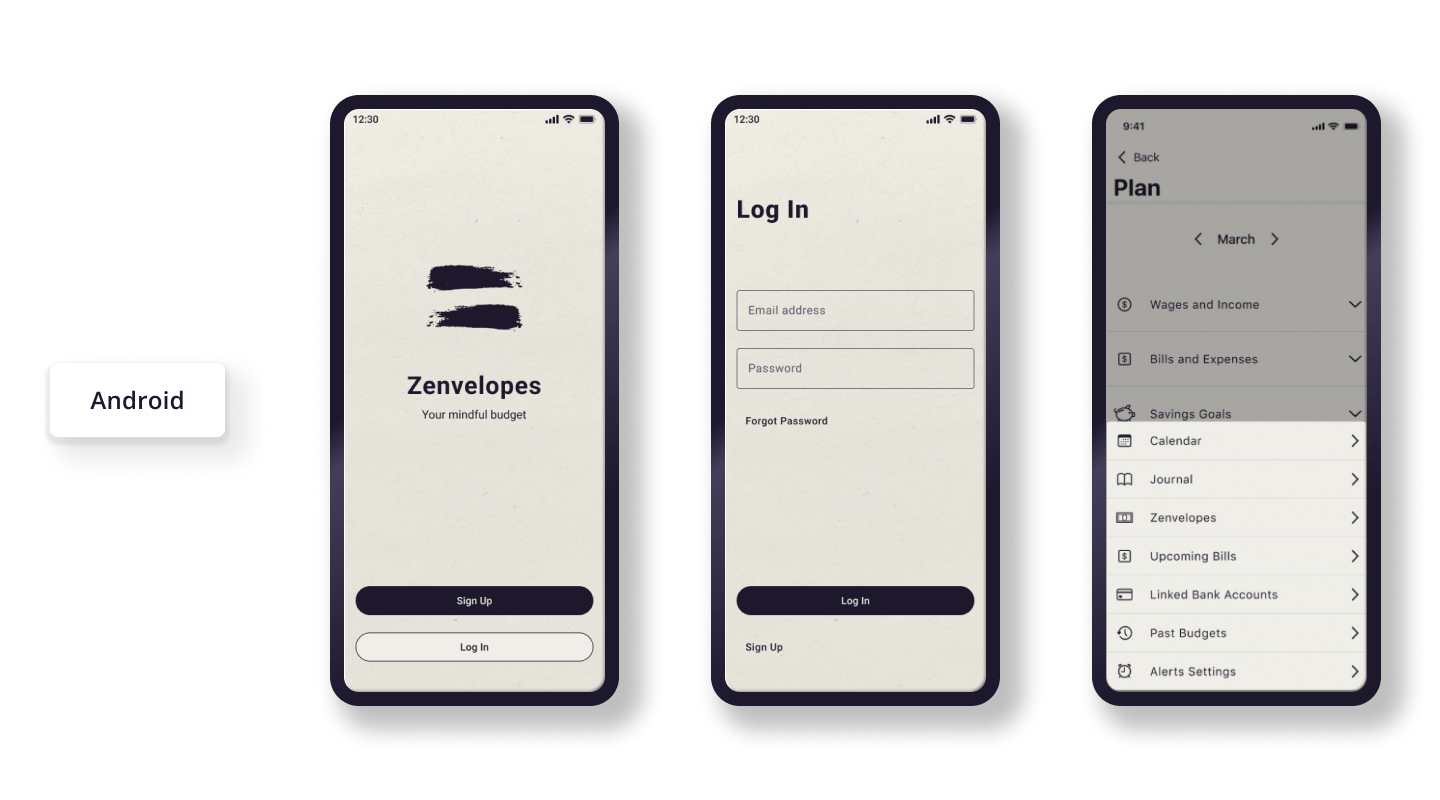 Android
12:30
Zenvelopes
Your mindful budget
Sign Up
Log In
12:30
Log In
Email address
Password
Forgot Password
Log In
Sign Up
9:41
Back
Plan
March
Wages and Income
Bills and Expenses
Savings Goals
Calendar
Journal
Zenvelopes
Upcoming Bills
Linked Bank Accounts
Past Budgets
Alerts Settings